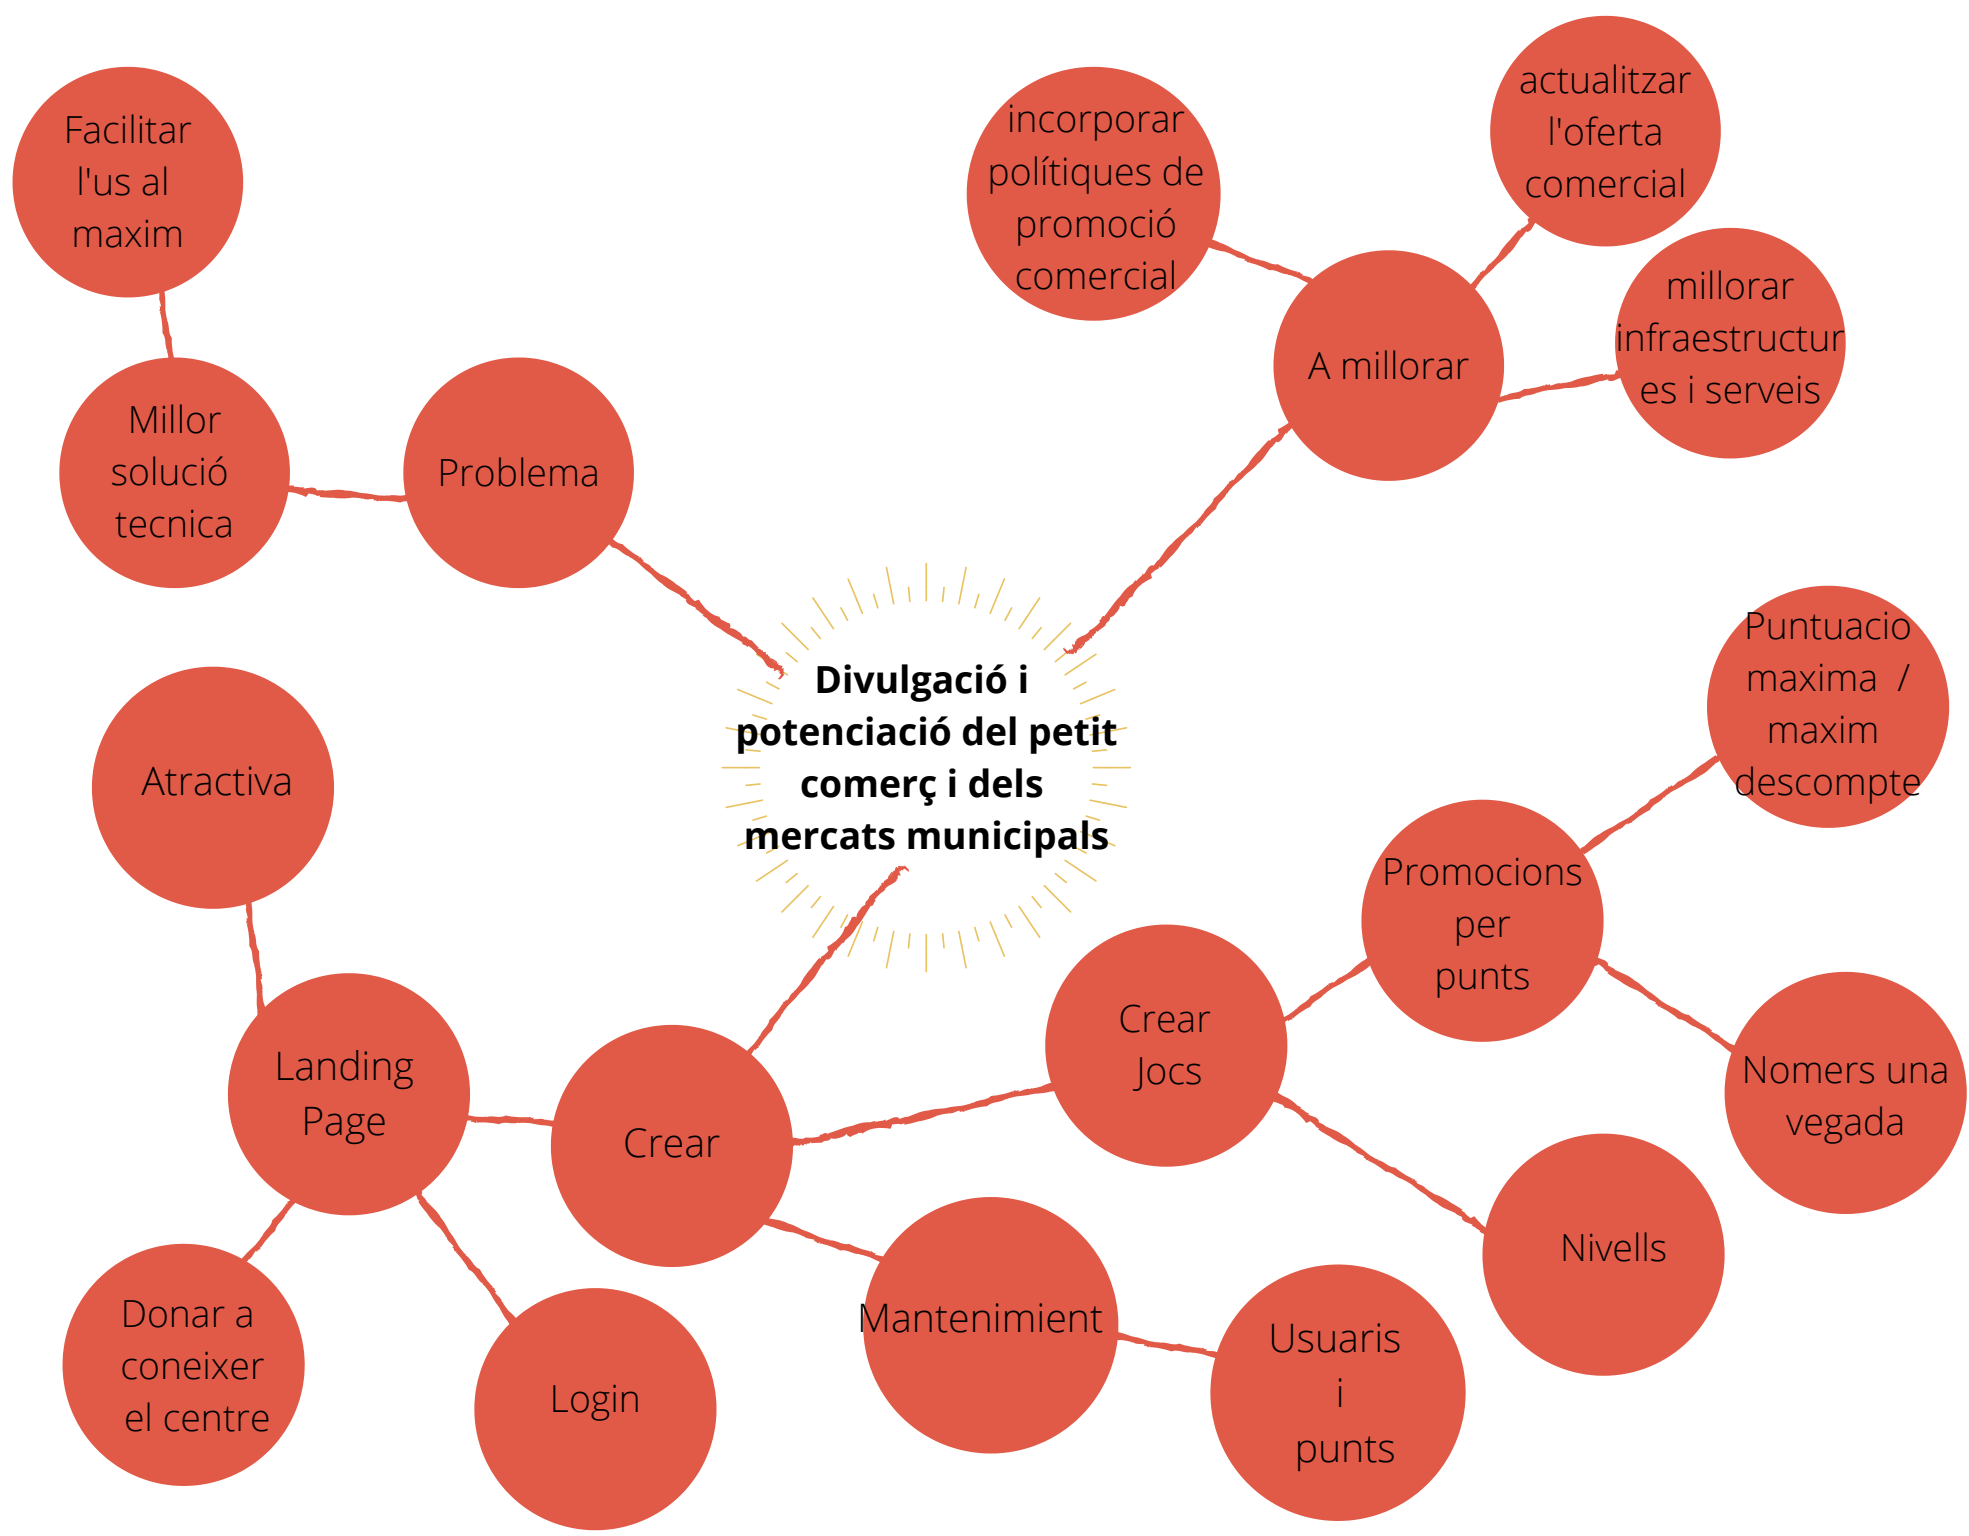 Facilitar
l'us al
maxim
Millor
solució
tecnica
Problema
incorporar
polítiques de
promoció
comercial
actualitzar
l'oferta
comercial
millorar
infraestructur
es i serveis
A millorar
Divulgació i
potenciació del petit
comerç i dels
mercats municipals
Atractiva
Landing
Page
Donar a
coneixer
el centre
Login
Crear
Crear
Jocs
Promocions
per
punts
Puntuacio
maxima /
maxim
descompte
Nomers una
vegada
Nivells
Mantenimient
Usuaris
i
punts